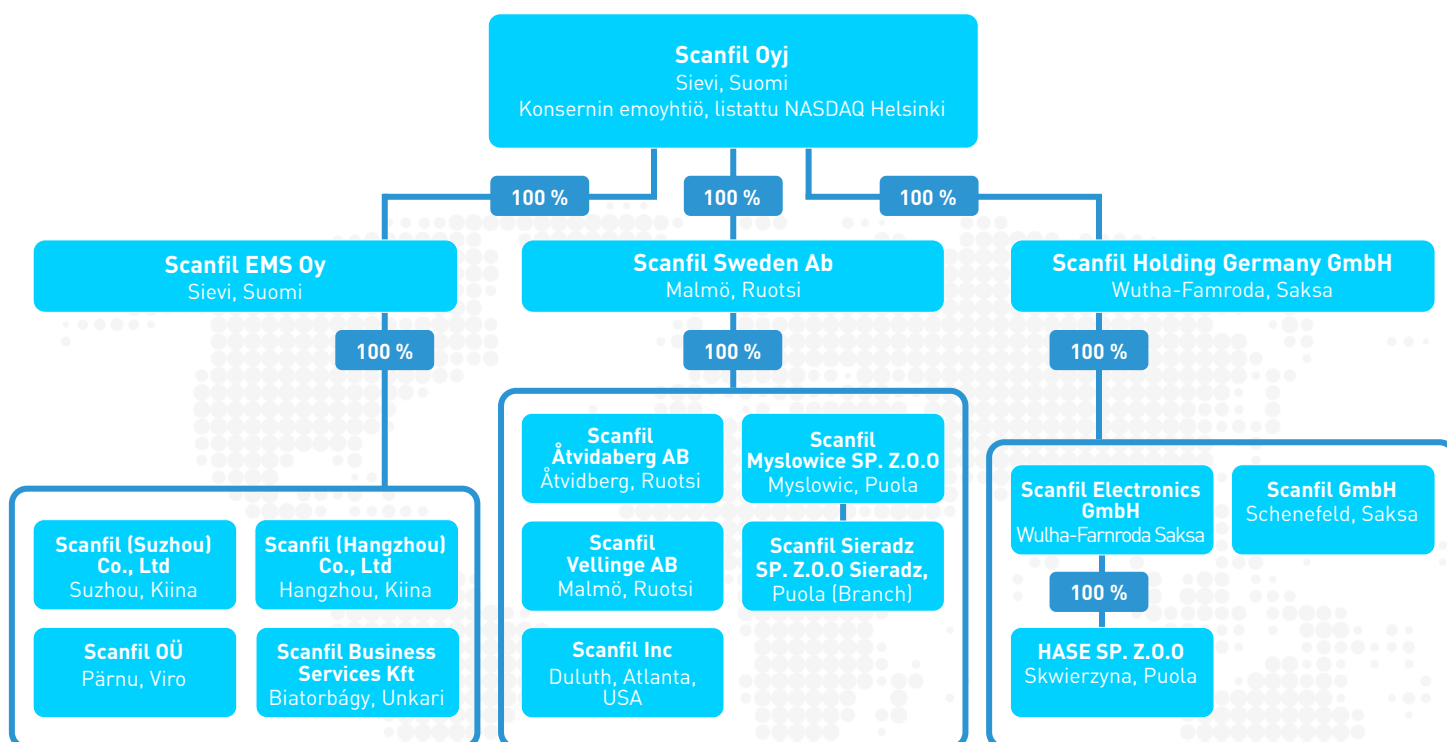 Scanfil Oyj
Sievi, Suomi
Konsernin emoyhtiö, listattu NASDAQ Helsinki
100 %
100 %
100 %
Scanfil EMS Oy
Sievi, Suomi
Scanfil Sweden Ab
Malmö, Ruotsi
Scanfil Holding Germany GmbH
Wutha-Famroda, Saksa
100 %
100 %
100 %
Scanfil (Suzhou)
Co., Ltd
Suzhou, Kiina
Scanfil (Hangzhou)
Co., Ltd
Hangzhou, Kiina
Scanfil OÜ
Pärnu, Viro
Scanfil Business
Services Kft
Biatorbágy, Unkari
Scanfil
Åtvidaberg AB
Åtvidberg, Ruotsi
Scanfil
Myslowice SP. Z.O.O
Myslowic, Puola
Scanfil
Vellinge AB
Malmö, Ruotsi
Scanfil Sieradz
SP. Z.O.O Sieradz,
Puola (Branch)
Scanfil Inc
Duluth, Atlanta,
USA
Scanfil Electronics
GmbH
Wulha-Farnroda Saksa
Scanfil GmbH
Schenefeld, Saksa
100 %
HASE SP. Z.O.O
Skwierzyna, Puola